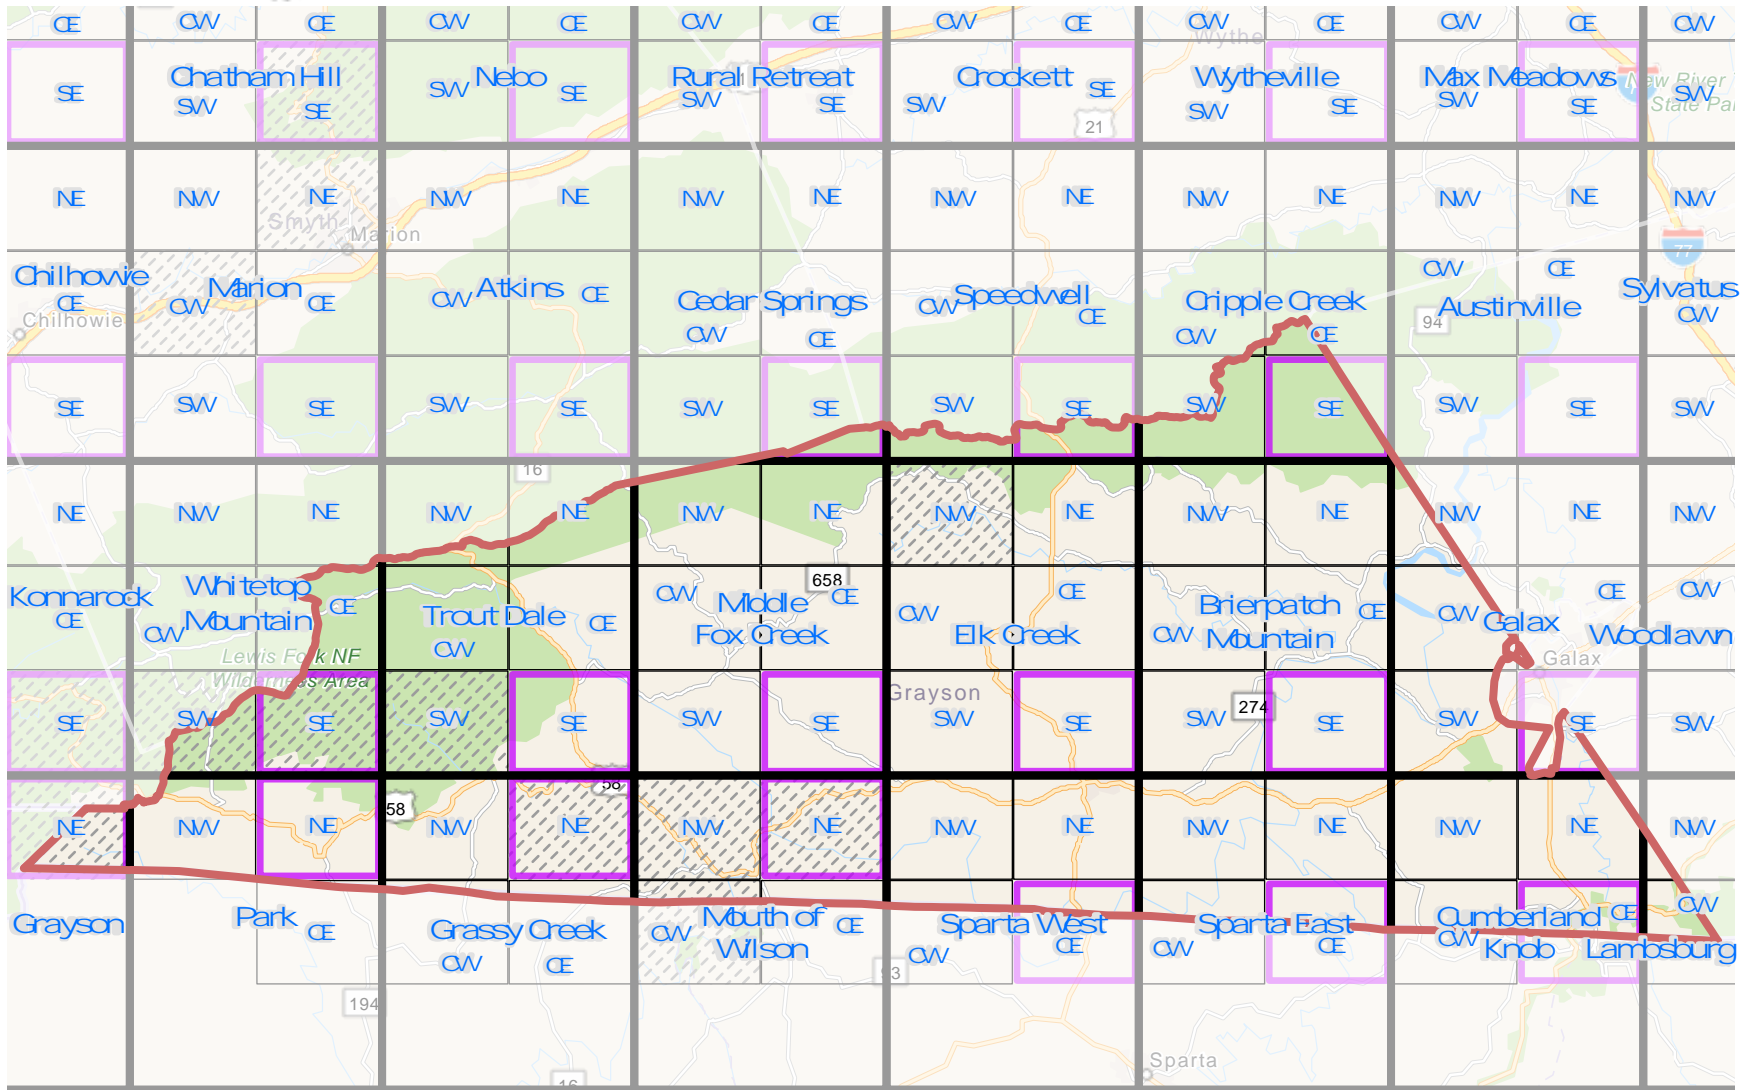 CE CW CE CW CE CW CE CW CE CW CE CW CE CW
Wythe
Chatham Hill Nebo Rural Retreat Crockett Wytheville Max Meadows New River
State Par
SE SW SE SW SE SW SE SW SE SW SE SW SE SW
21
NE NW NE NW NE NW NE NW NE NW NE NW NE NW
Smyth
Marion
77
Chilhowie Marion Atkins Cedar Springs Speedwell Cripple Creek Austinville Sylvatus
CE CW CE CW CE CW CE CW CE CW CE CW CE CW
Chilhowie
94
SE SW SE SW SE SW SE SW SE SW SE SW SE SW
16
NE NW NE NW NE NW NE NW NE NW NE NW NE NW
658
Konnarock
Whitetop
Mountain
Trout Dale
Middle
Fox Creek
Elk Creek
Brierpatch
Mountain
Galax
Woodlawn
CE CW CE CW CE CW CE CW CE CW CE CW CE CW
Lewis Fork NF
Wilderness Area
Galax
Grayson
274
SE SW SE SW SE SW SE SW SE SW SE SW SE SW
58
58
NE NW NE NW NE NW NE NW NE NW NE NW NE NW
Grayson
Park
Grassy Creek
Mouth of
Wilson
Sparta West
Sparta East
Cumberland
Knob
Lambsburg
CE CW CE CW CE CW CE CW CE CW CE CW
93
194
Sparta
16